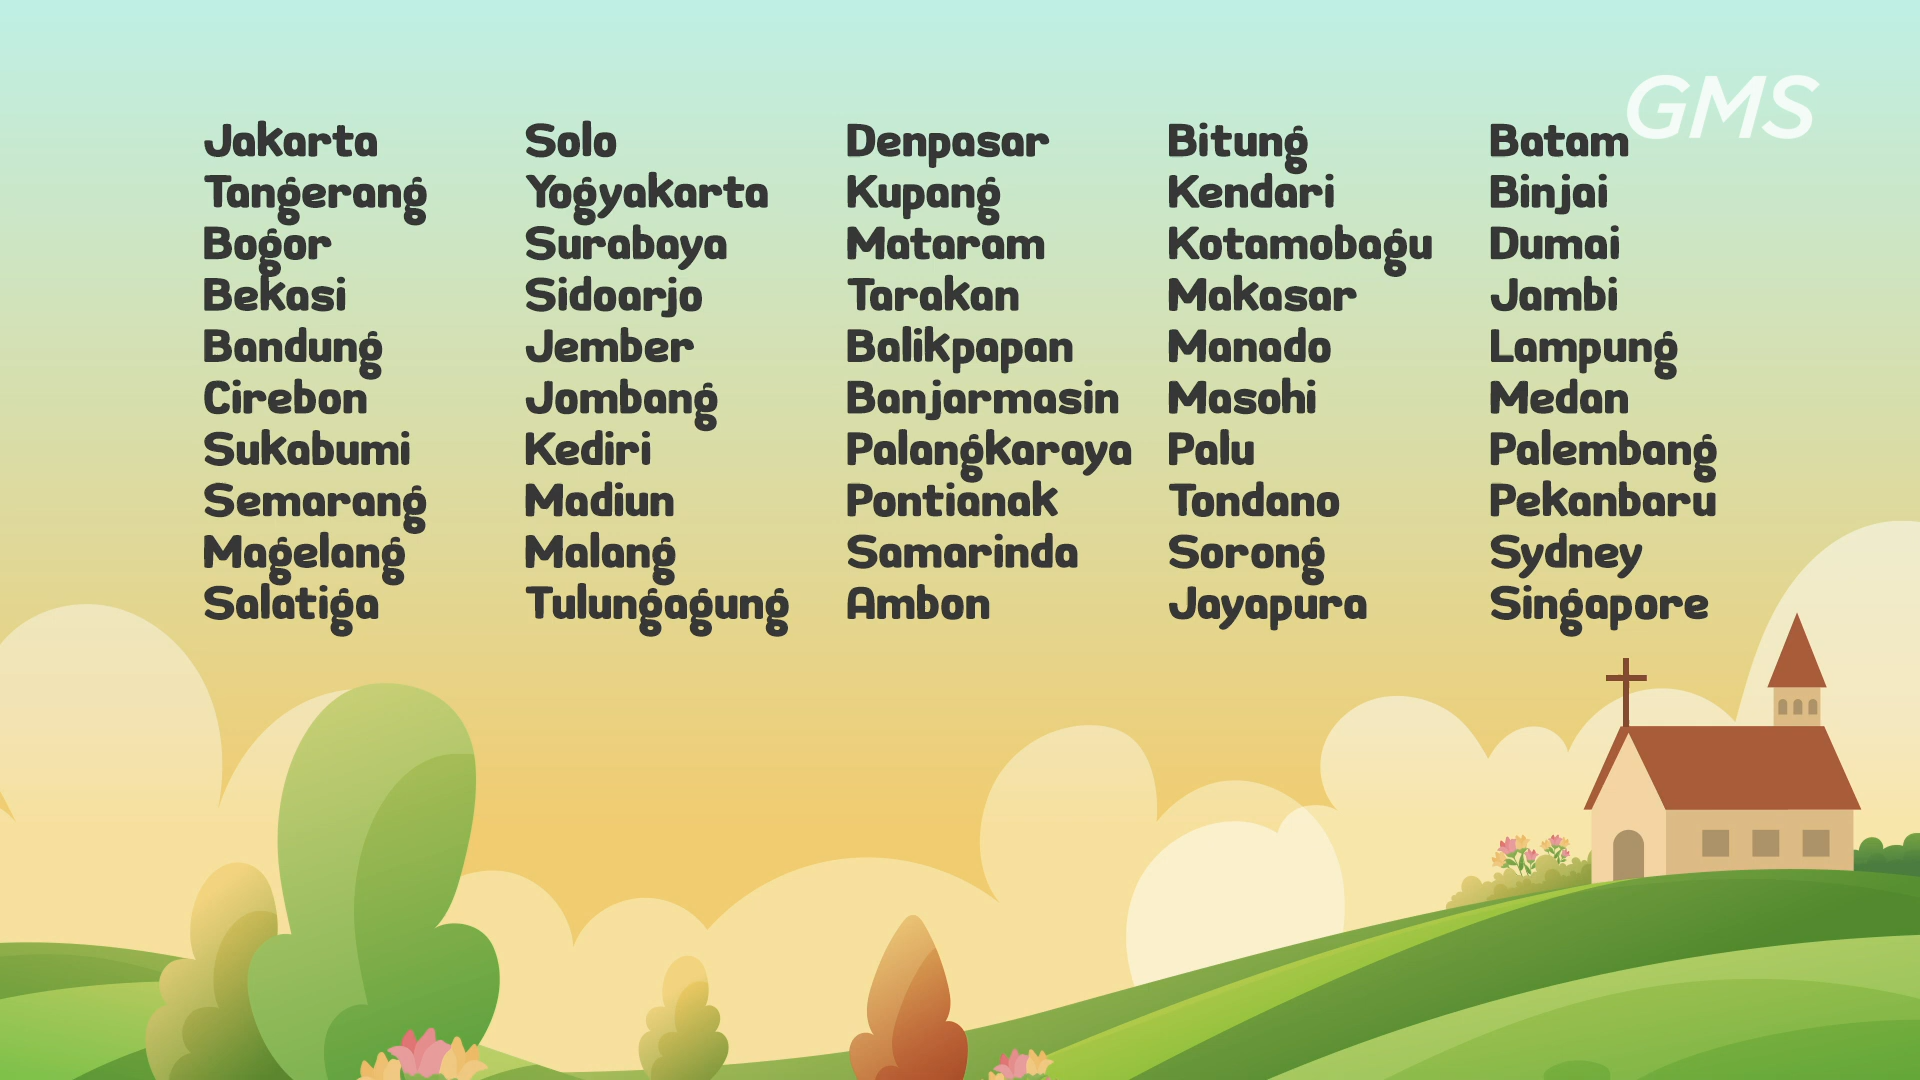 GMS
Jakarta
Tangerang
Bogor
Bekasi
Bandung
Cirebon
Sukabumi
Semarang
Magelang
Salatiga
Solo
Yogyakarta
Surabaya
Sidoarjo
Jember
Jombang
Kediri
Madiun
Malang
Tulungagung
Denpasar
Kupang
Mataram
Tarakan
Balikpapan
Banjarmasin
Palangkaraya
Pontianak
Samarinda
Ambon
Bitung
Kendari
Kotamobagu
Makasar
Manado
Masohi
Palu
Tondano
Sorong
Jayapura
Batam
Binjai
Dumai
Jambi
Lampung
Medan
Palembang
Pekanbaru
Sydney
Singapore